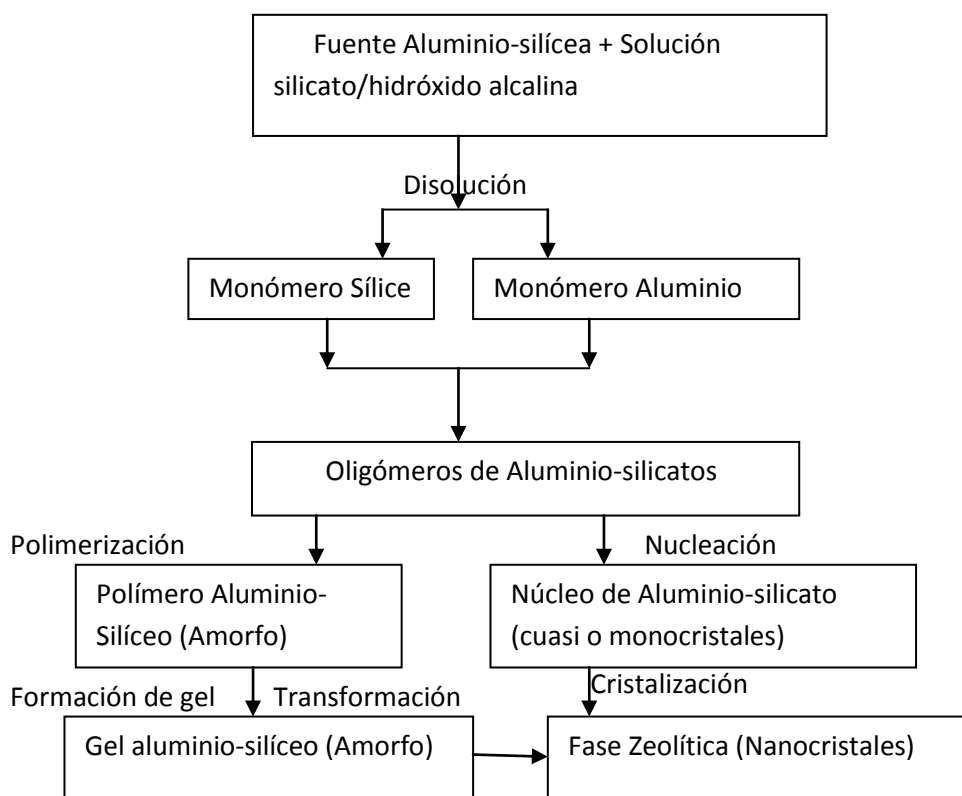 Fuente Aluminio-silícea + Solución
silicato/hidróxido alcalina
Disolución
Monómero Sílice
Monómero Aluminio
Oligómeros de Aluminio-silicatos
Polimerización
Nucleación
Polímero Aluminio-
Silíceo (Amorfo)
Núcleo de Aluminio-silicato
(cuasi o monocristales)
Formación de gel
Transformación
Cristalización
Gel aluminio-silíceo (Amorfo)
Fase Zeolítica (Nanocristales)